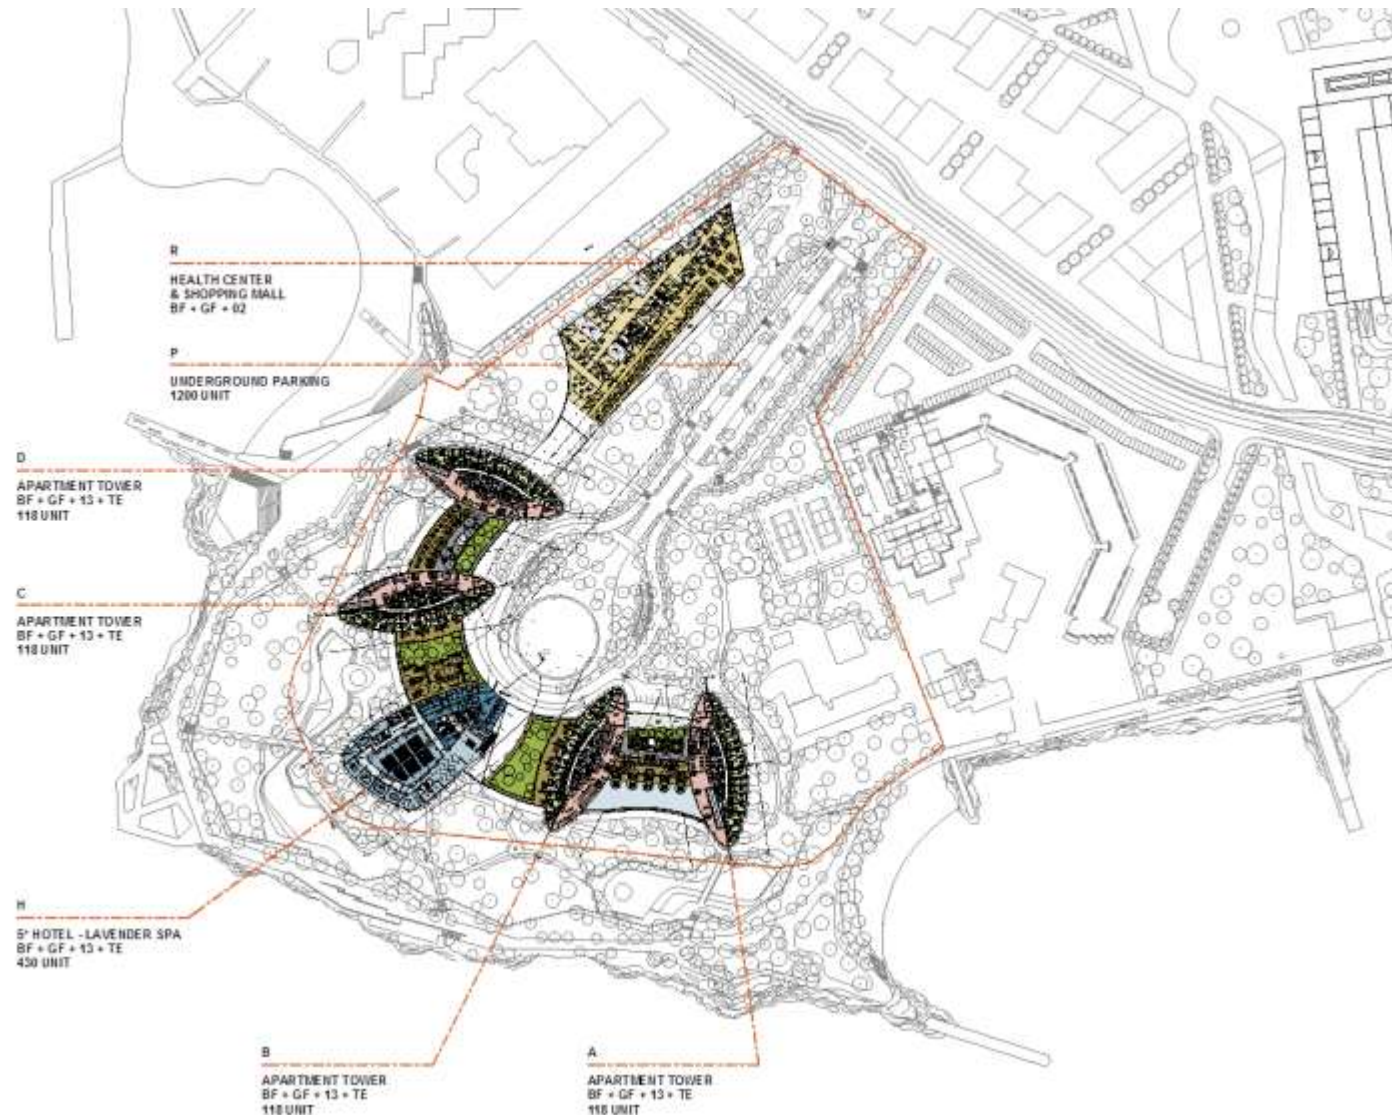 R
HEALTH CENTER
& SHOPPING MALL
BF + GF + 02
P
UNDERGROUND PARKING
1200 UNIT
D
APARTMENT TOWER
BF + GF + 13 + TE
118 UNIT
C
APARTMENT TOWER
BF + GF + 13 + TE
118 UNIT
H
5* HOTEL - LAVENDER SPA
BF + GF + 13 + TE
430 UNIT
B
APARTMENT TOWER
BF + GF + 13 + TE
118 UNIT
A
APARTMENT TOWER
BF + GF + 13 + TE
118 UNIT